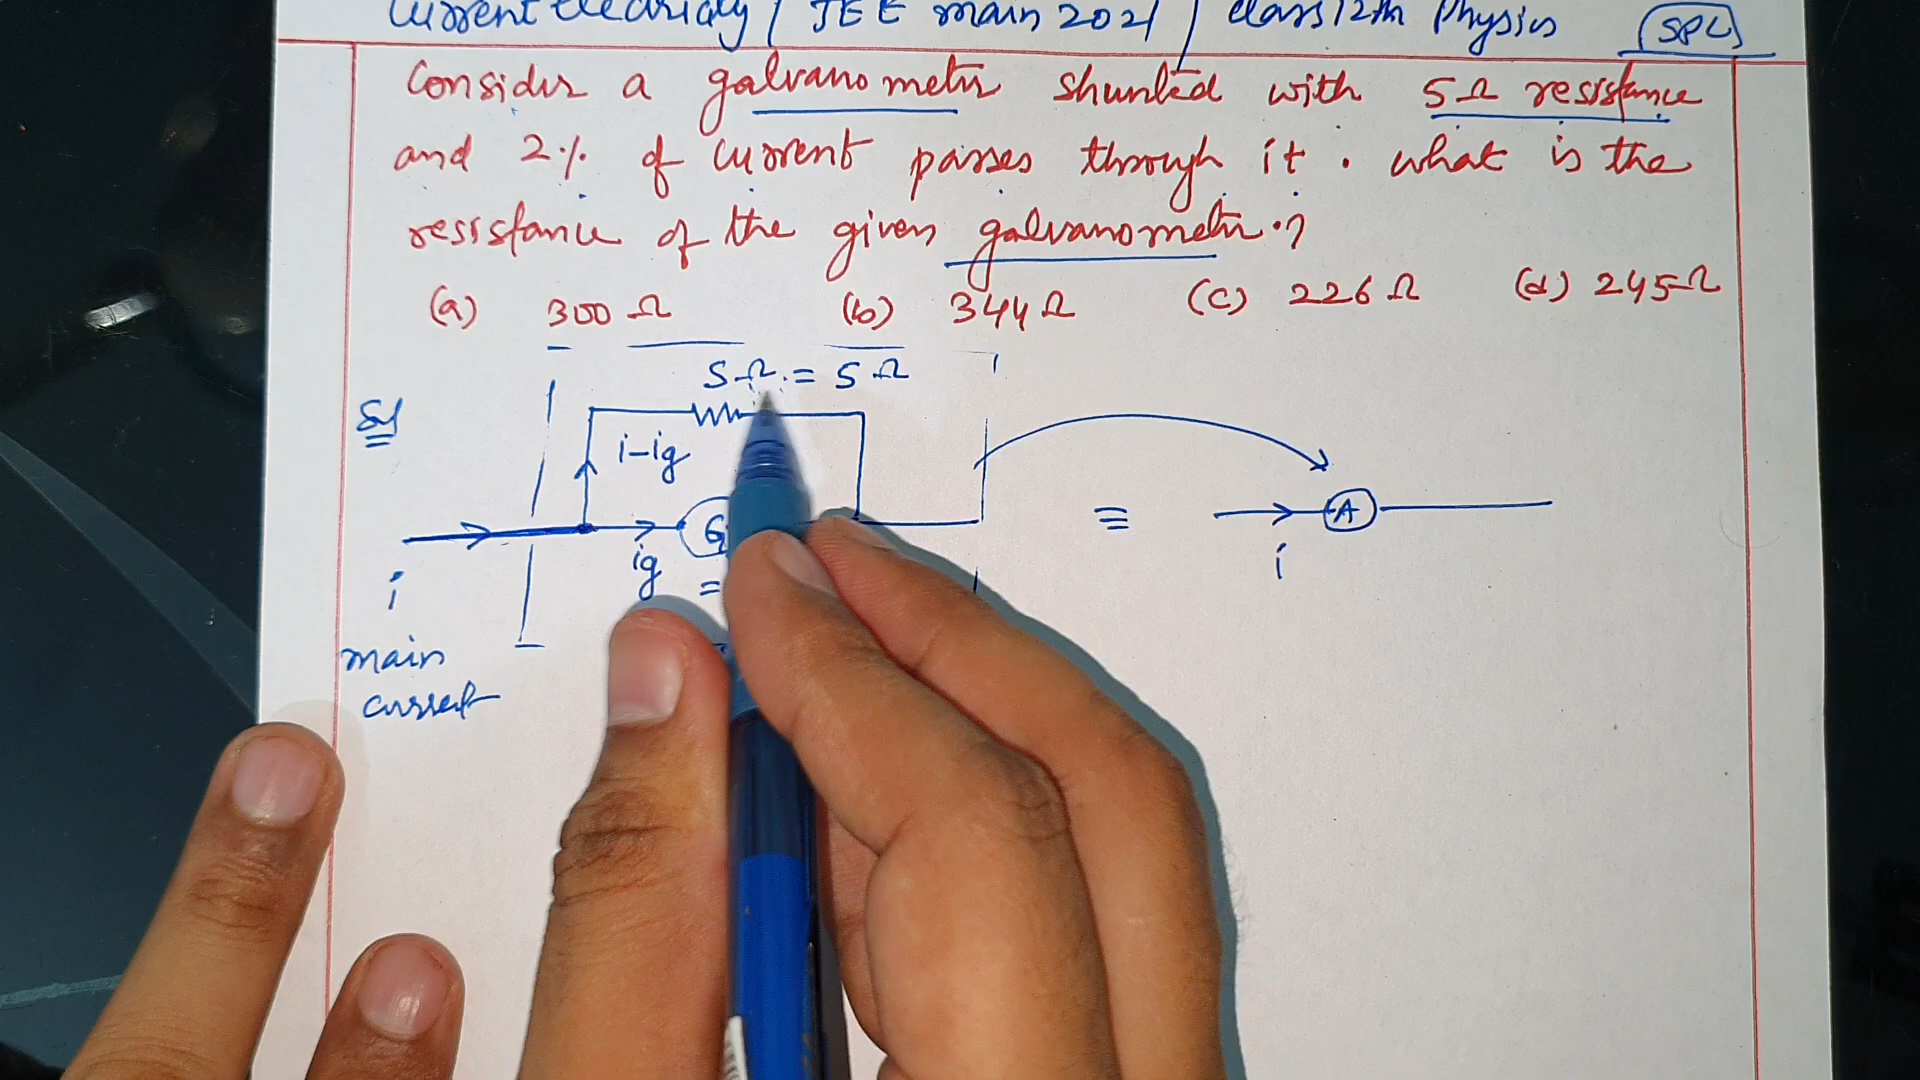 Current Electricity / JEE main 2021 / class 12th Physics (SPL)
Consider a galvanometer shunted with 5Ω resistance
and 2% of current passes through it. what is the
resistance of the given galvanometer?
(a) 300 Ω (b) 344 Ω (c) 226 Ω (d) 245 Ω
SΩ = 5 Ω
Sol
i-ig
G
ig
=
i
main
current
≡
A
i